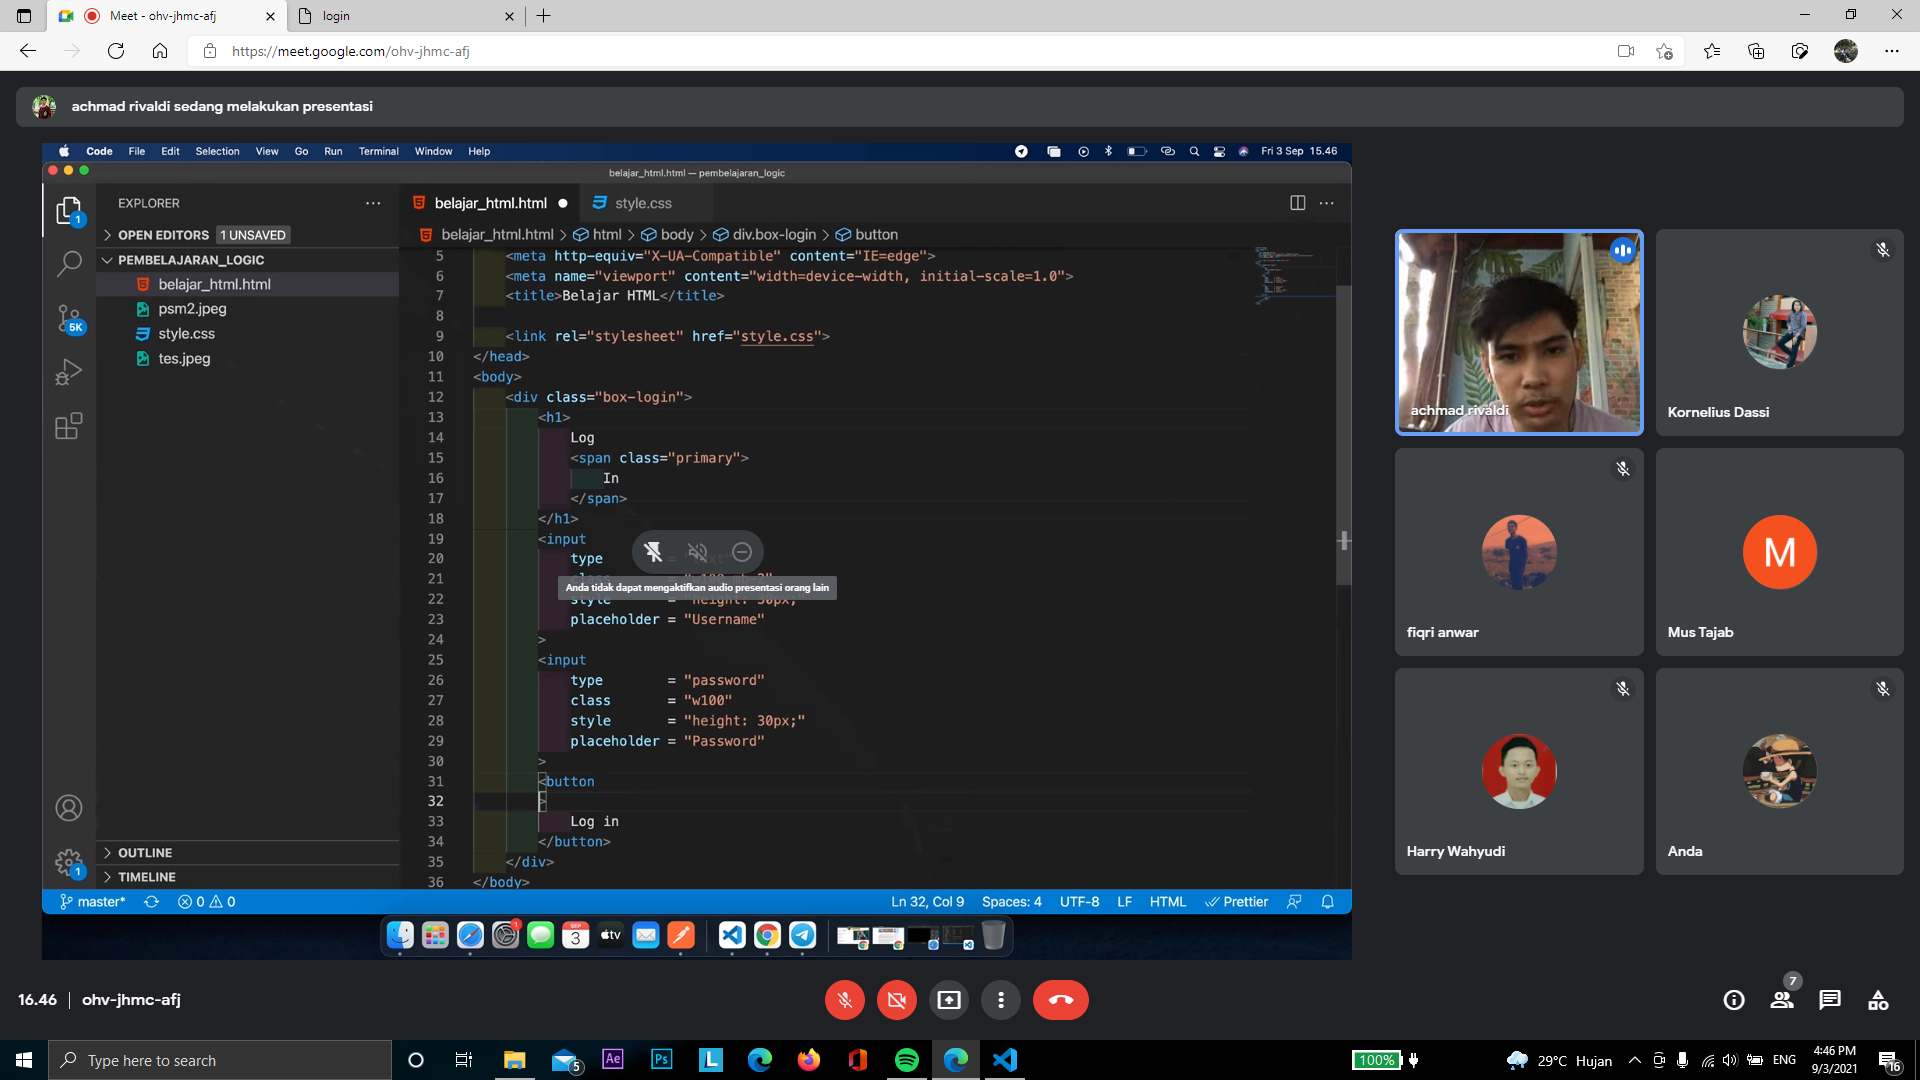 Meet - ohv-jhmc-afj
login
https://meet.google.com/ohv-jhmc-afj
achmad rivaldi sedang melakukan presentasi
Code File Edit Selection View Go Run Terminal Window Help
Fri 3 Sep 15.46
belajar_html.html — pembelajaran_logic
EXPLORER
OPEN EDITORS 1 UNSAVED
PEMBELAJARAN_LOGIC
belajar_html.html
psm2.jpeg
style.css
tes.jpeg
OUTLINE
TIMELINE
1
5K
1
belajar_html.html
style.css
belajar_html.html > html > body > div.box-login > button
5 <meta http-equiv="X-UA-Compatible" content="IE=edge">
6 <meta name="viewport" content="width=device-width, initial-scale=1.0">
7 <title>Belajar HTML</title>
8
9 <link rel="stylesheet" href="style.css">
10 </head>
11 <body>
12 <div class="box-login">
13 <h1>
14 Log
15 <span class="primary">
16 In
17 </span>
18 </h1>
19 <input
20 type
21
22 style = "height: 30px;"
23 placeholder = "Username"
24 >
25 <input
26 type = "password"
27 class = "w100"
28 style = "height: 30px;"
29 placeholder = "Password"
30 >
31 <button
32 >
33 Log in
34 </button>
35 </div>
36 </body>
Anda tidak dapat mengaktifkan audio presentasi orang lain
master* 0 0
Ln 32, Col 9 Spaces: 4 UTF-8 LF HTML Prettier
1
SEP
3
tv
achmad rivaldi
Kornelius Dassi
fiqri anwar
M
Mus Tajab
Harry Wahyudi
Anda
16.46 | ohv-jhmc-afj
7
Type here to search
5
Ae
Ps
L
100%
29°C Hujan
ENG
4:46 PM
9/3/2021
16